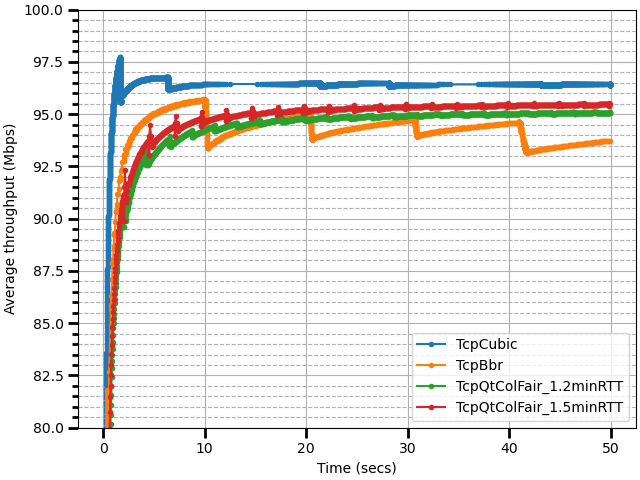 100.0
97.5
95.0
92.5
90.0
87.5
85.0
82.5
80.0
Average throughput (Mbps)
TcpCubic
TcpBbr
TcpQtColFair_1.2minRTT
TcpQtColFair_1.5minRTT
0 10 20 30 40 50
Time (secs)